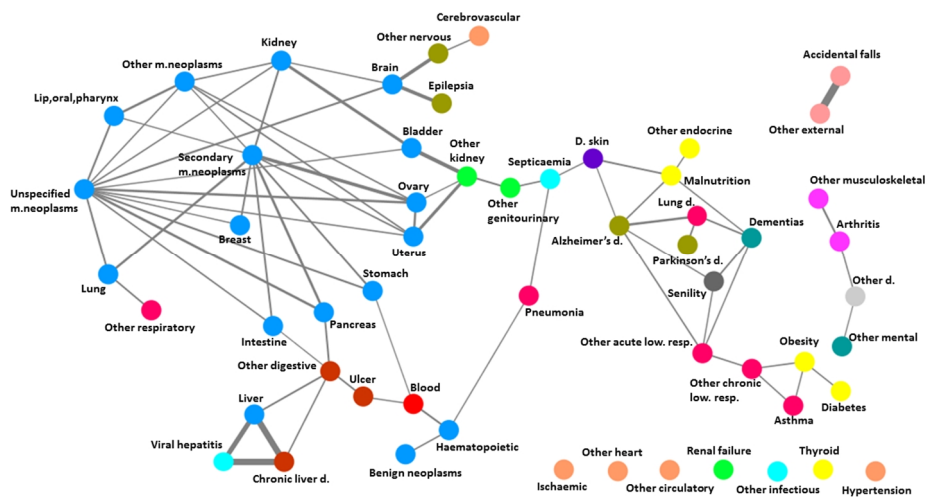 Cerebrovascular
Other nervous
Kidney
Other m.neoplasms
Brain
Accidental falls
Epilepsia
Lip,oral,pharynx
Other external
Bladder
Other
kidney
Septicaemia
D. skin
Other endocrine
Secondary
m.neoplasms
Malnutrition
Unspecified
m.neoplasms
Ovary
Other
genitourinary
Lung d.
Other musculoskeletal
Arthritis
Breast
Uterus
Alzheimer's d.
Dementias
Parkinson's d.
Stomach
Lung
Senility
Other d.
Pneumonia
Other respiratory
Pancreas
Intestine
Other acute low. resp.
Obesity
Other mental
Other digestive
Ulcer
Blood
Other chronic
low. resp.
Diabetes
Liver
Asthma
Viral hepatitis
Haematopoietic
Chronic liver d.
Benign neoplasms
Other heart
Renal failure
Thyroid
Ischaemic
Other circulatory
Other infectious
Hypertension